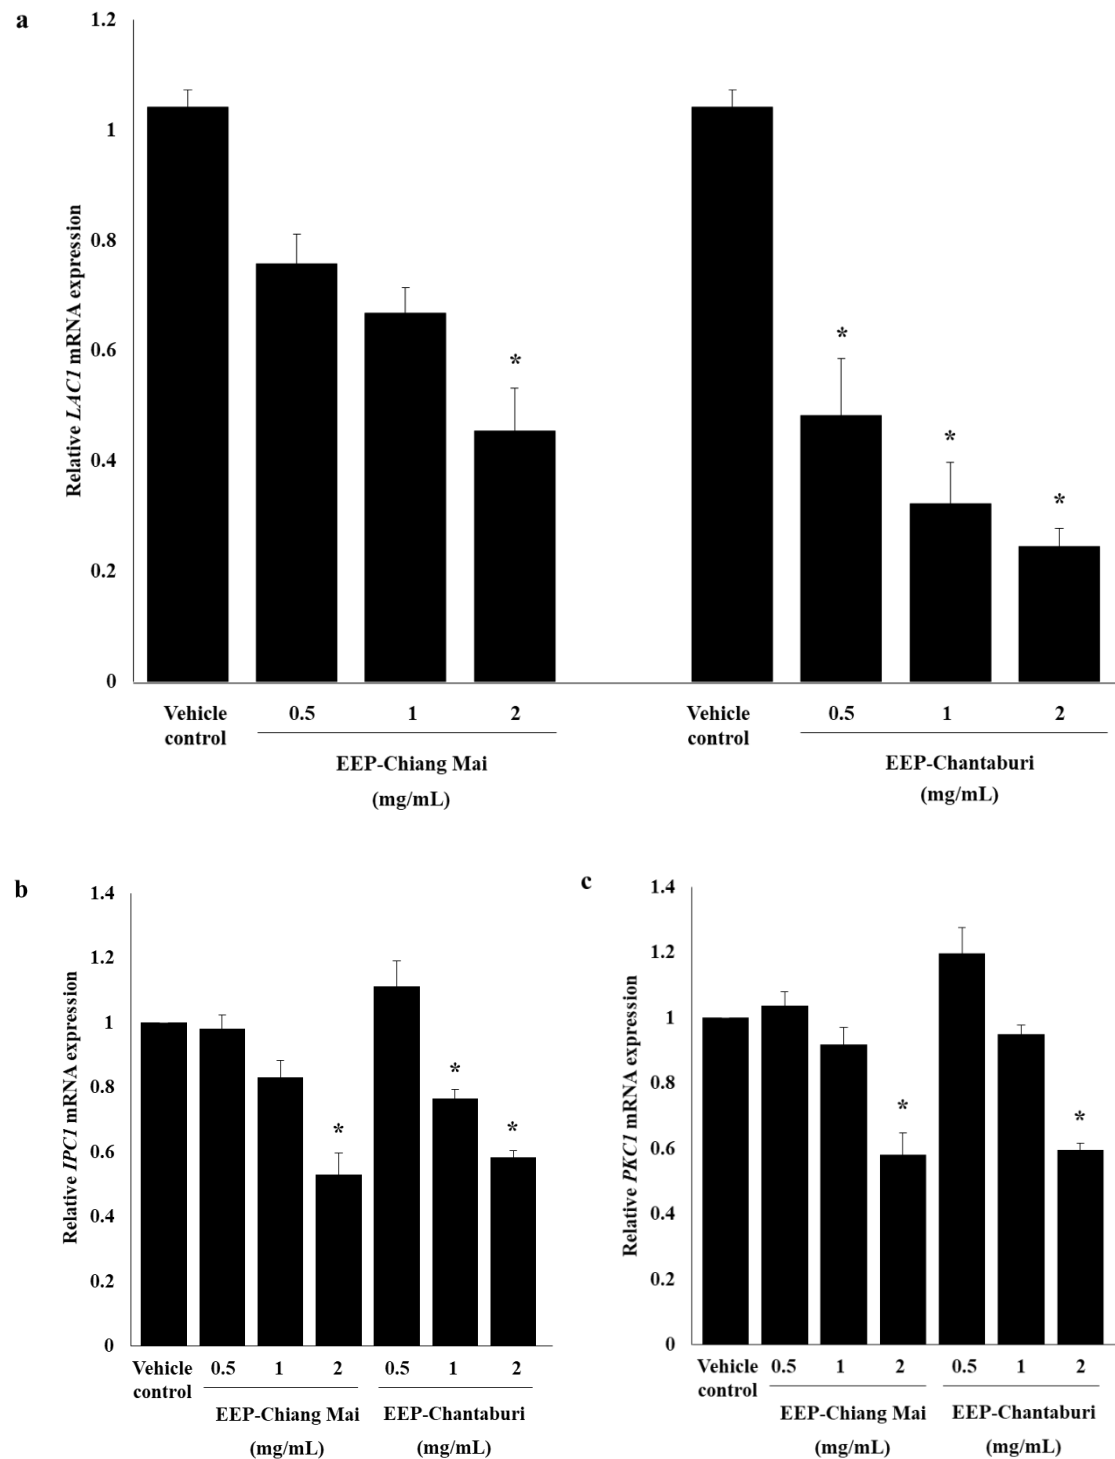 a
Relative LAC1 mRNA expression
1.2
1
0.8
0.6
0.4
0.2
0
*
*
*
*
Vehicle
control
0.5
1
2
EEP-Chiang Mai
(mg/mL)
Vehicle
control
0.5
1
2
EEP-Chantaburi
(mg/mL)
b
Relative IPC1 mRNA expression
1.4
1.2
1
0.8
0.6
0.4
0.2
0
*
*
*
Vehicle
control
0.5
1
2
0.5
1
2
EEP-Chiang Mai
(mg/mL)
EEP-Chantaburi
(mg/mL)
c
Relative PKC1 mRNA expression
1.4
1.2
1
0.8
0.6
0.4
0.2
0
*
*
Vehicle
control
0.5
1
2
0.5
1
2
EEP-Chiang Mai
(mg/mL)
EEP-Chantaburi
(mg/mL)